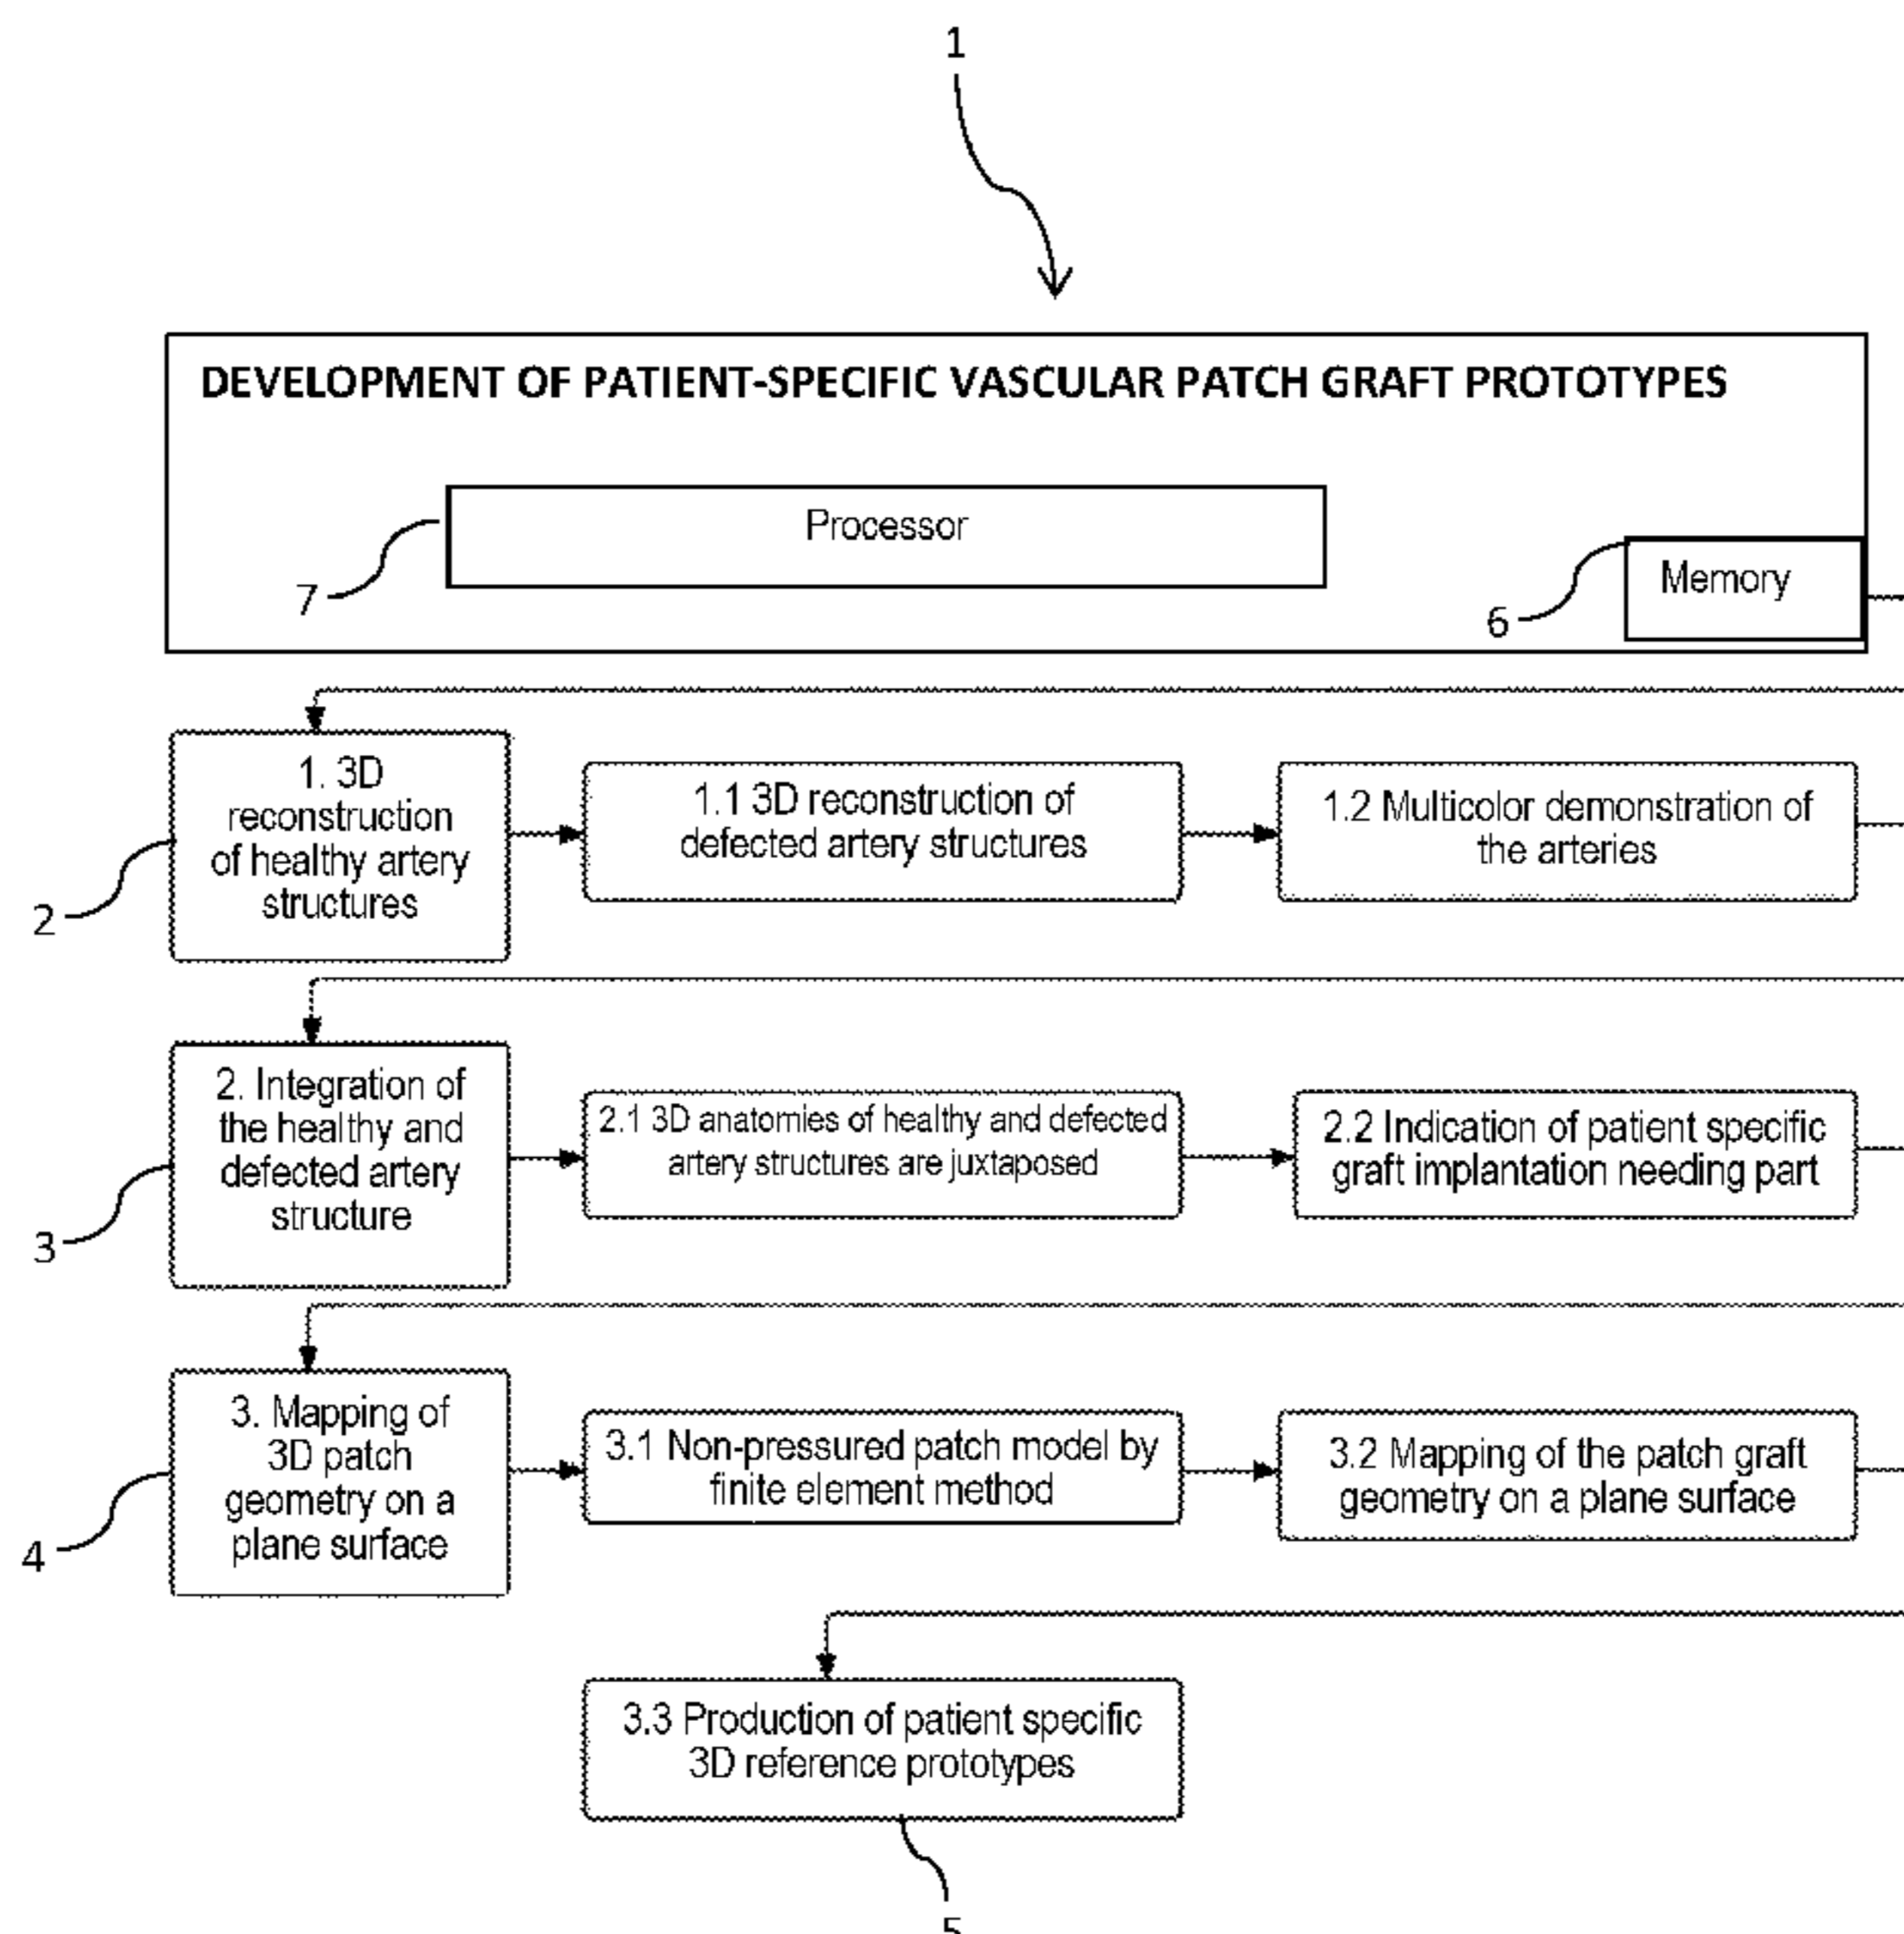 1
DEVELOPMENT OF PATIENT-SPECIFIC VASCULAR PATCH GRAFT PROTOTYPES
Processor
7
Memory
6
1. 3D
reconstruction
of healthy artery
structures
2
1.1 3D reconstruction of
defected artery structures
1.2 Multicolor demonstration of
the arteries
2. Integration of
the healthy and
defected artery
structure
3
2.1 3D anatomies of healthy and defected
artery structures are juxtaposed
2.2 Indication of patient specific
graft implantation needing part
3. Mapping of
3D patch
geometry on a
plane surface
4
3.1 Non-pressured patch model by
finite element method
3.2 Mapping of the patch graft
geometry on a plane surface
3.3 Production of patient specific
3D reference prototypes
5